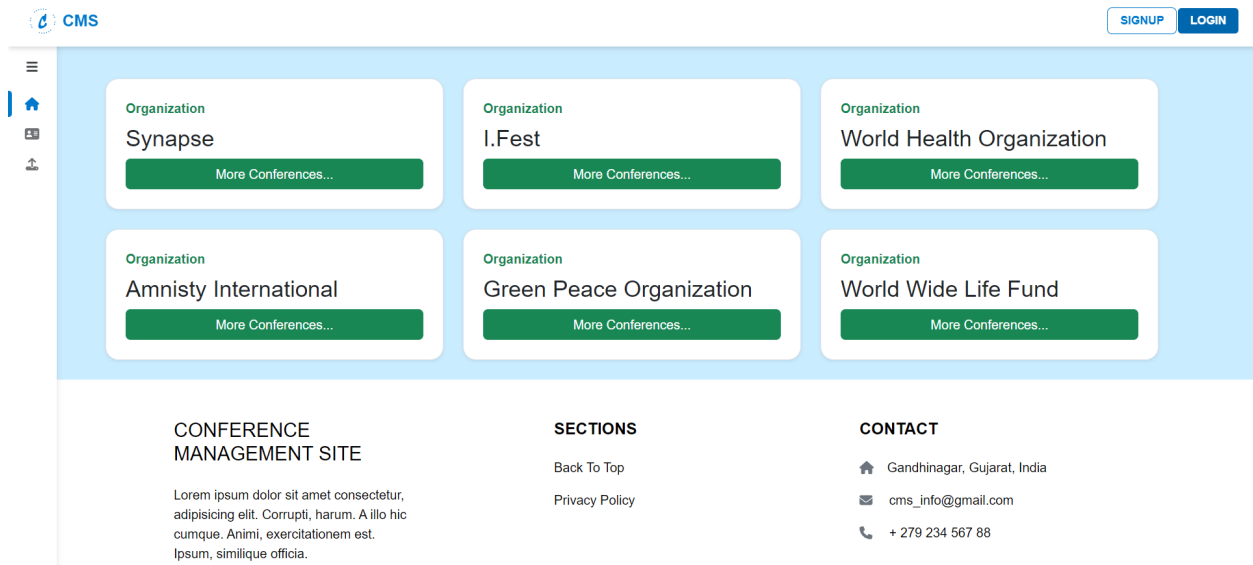 CMS
SIGNUP
LOGIN
Organization
Synapse
More Conferences...
Organization
I.Fest
More Conferences...
Organization
World Health Organization
More Conferences...
Organization
Amnisty International
More Conferences...
Organization
Green Peace Organization
More Conferences...
Organization
World Wide Life Fund
More Conferences...
CONFERENCE
MANAGEMENT SITE
Lorem ipsum dolor sit amet consectetur,
adipisicing elit. Corrupti, harum. A illo hic
cumque. Animi, exercitationem est.
Ipsum, similique officia.
SECTIONS
Back To Top
Privacy Policy
CONTACT
Gandhinagar, Gujarat, India
cms_info@gmail.com
+ 279 234 567 88